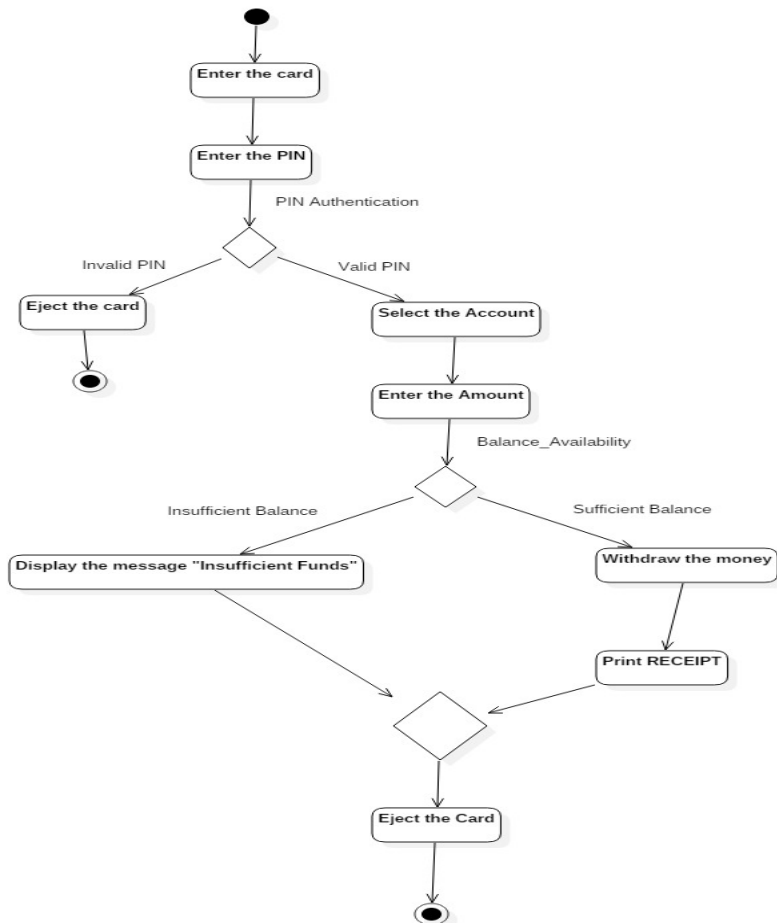 Enter the card
Enter the PIN
PIN Authentication
Invalid PIN
Valid PIN
Eject the card
Select the Account
Enter the Amount
Balance_Availability
Insufficient Balance
Sufficient Balance
Display the message "Insufficient Funds"
Withdraw the money
Print RECEIPT
Eject the Card